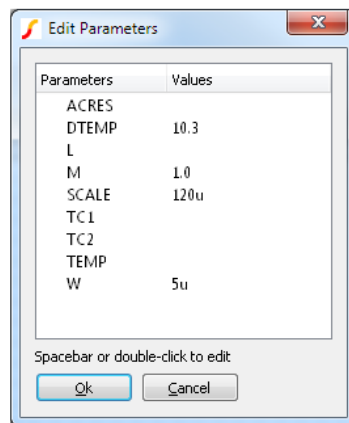 Edit Parameters
Parameters Values
ACRES
DTEMP 10.3
L
M 1.0
SCALE 120u
TC1
TC2
TEMP
W 5u
Spacebar or double-click to edit
Ok Cancel